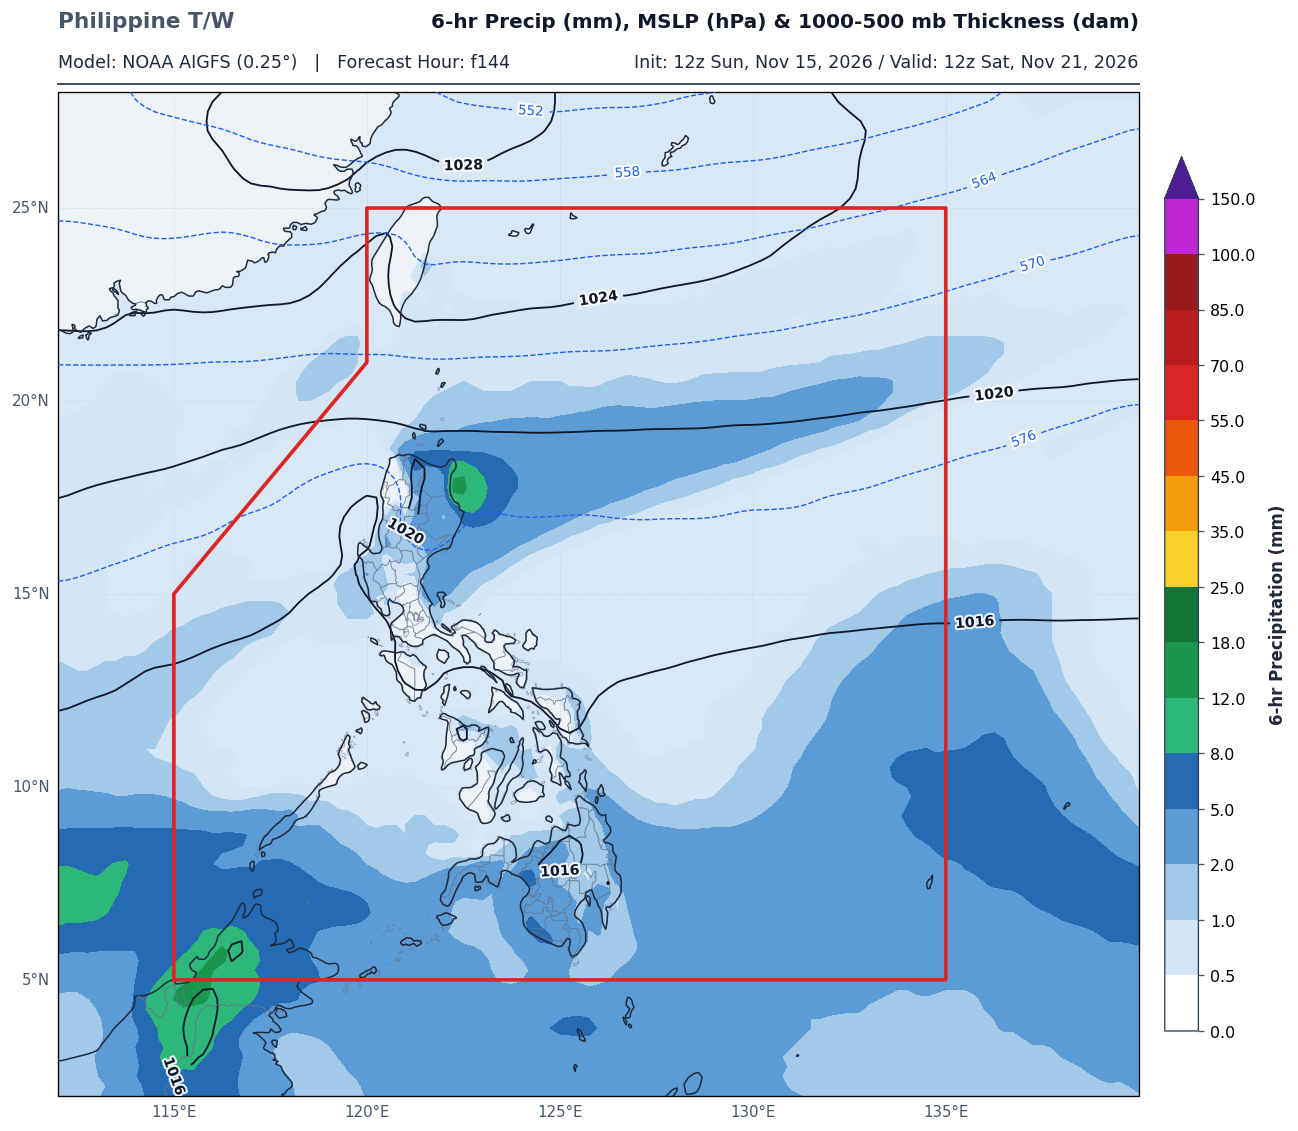 Philippine T/W
6-hr Precip (mm), MSLP (hPa) & 1000-500 mb Thickness (dam)
Model: NOAA AIGFS (0.25°) | Forecast Hour: f144
Init: 12z Sun, Nov 15, 2026 / Valid: 12z Sat, Nov 21, 2026
552
1028
558
564
25°N
570
1024
20°N
1020
576
1020
15°N
1016
10°N
1016
5°N
1016
115°E
120°E
125°E
130°E
135°E
150.0
100.0
85.0
70.0
55.0
45.0
35.0
25.0
18.0
12.0
8.0
5.0
2.0
1.0
0.5
0.0
6-hr Precipitation (mm)